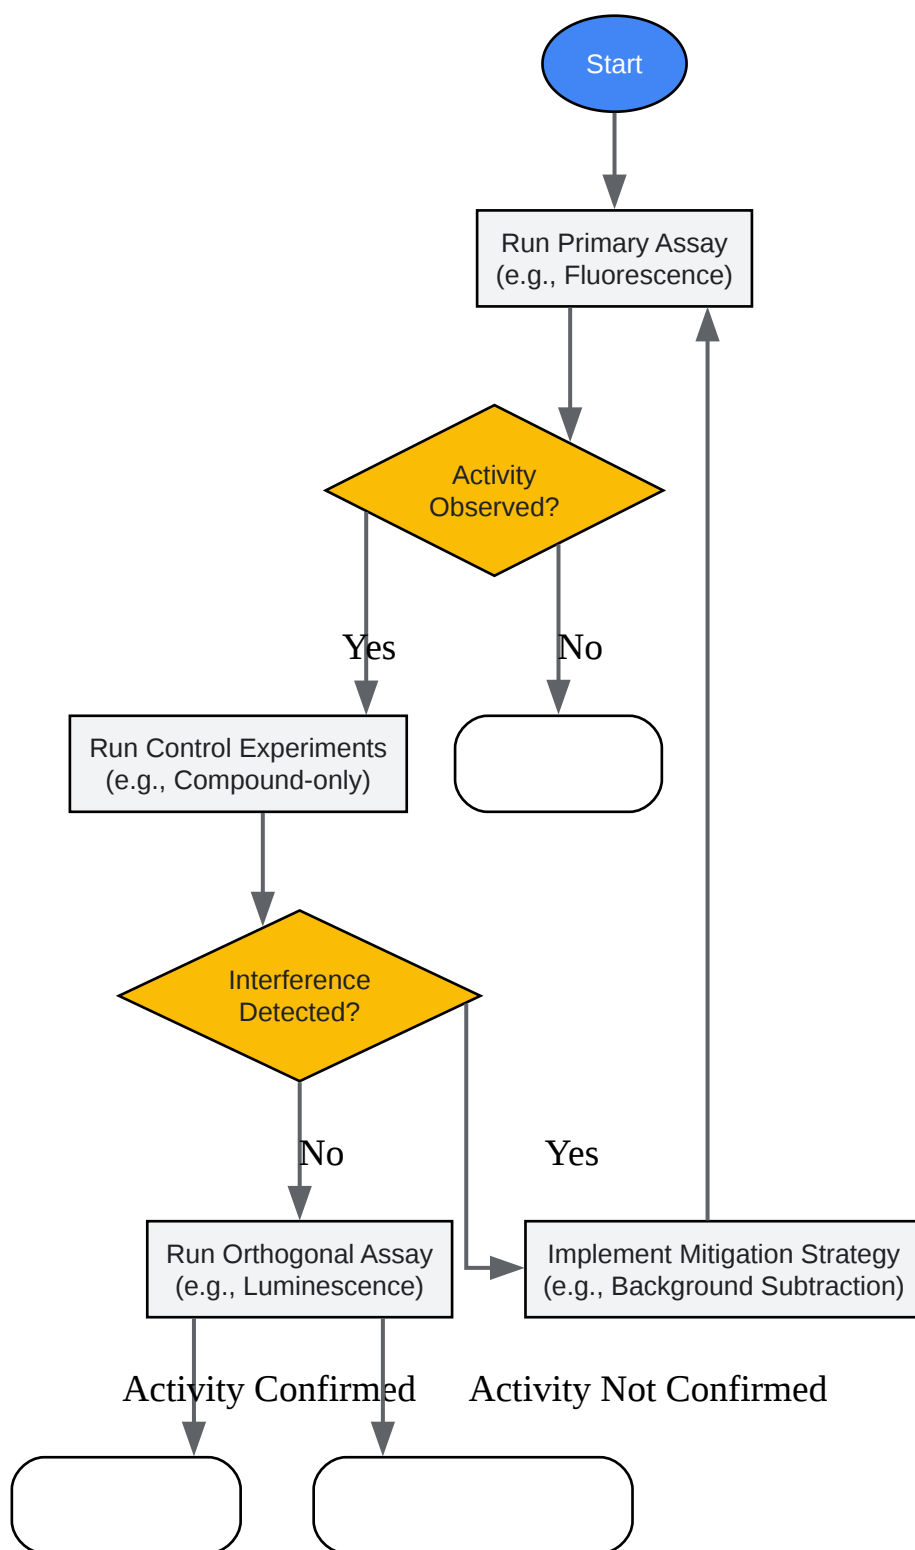 Start
Run Primary Assay
(e.g., Fluorescence)
Activity
Observed?
Yes
No
Run Control Experiments
(e.g., Compound-only)
Interference
Detected?
No
Yes
Run Orthogonal Assay
(e.g., Luminescence)
Implement Mitigation Strategy
(e.g., Background Subtraction)
Activity Confirmed
Activity Not Confirmed